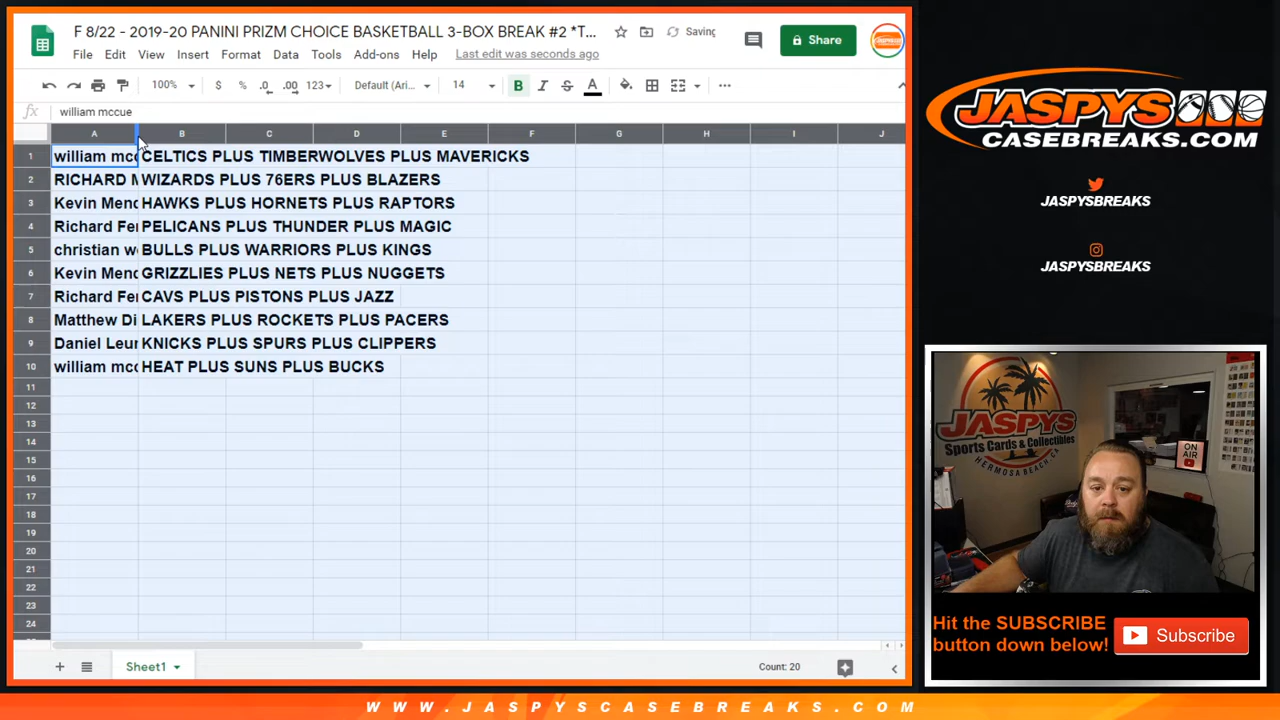 F 8/22 - 2019-20 PANINI PRIZM CHOICE BASKETBALL 3-BOX BREAK #2 *T...
Saving
Share
File Edit View Insert Format Data Tools Add-ons Help Last edit was seconds ago
100% $ % .0 .00 123 Default (Ari... 14 B I S A
fx william mccue
A B C D E F G H I J
1 william mcc CELTICS PLUS TIMBERWOLVES PLUS MAVERICKS
2 RICHARD M WIZARDS PLUS 76ERS PLUS BLAZERS
3 Kevin Mend HAWKS PLUS HORNETS PLUS RAPTORS
4 Richard Fer PELICANS PLUS THUNDER PLUS MAGIC
5 christian we BULLS PLUS WARRIORS PLUS KINGS
6 Kevin Mend GRIZZLIES PLUS NETS PLUS NUGGETS
7 Richard Fer CAVS PLUS PISTONS PLUS JAZZ
8 Matthew Di LAKERS PLUS ROCKETS PLUS PACERS
9 Daniel Leun KNICKS PLUS SPURS PLUS CLIPPERS
10 william mcc HEAT PLUS SUNS PLUS BUCKS
11
12
13
14
15
16
17
18
19
20
21
22
23
24
Sheet1
Count: 20
JASPYS
CASEBREAKS.COM
JASPYSBREAKS
JASPYSBREAKS
JASPYS
Sports Cards & Collectibles
HERMOSA BEACH, CA
ON
AIR
Hit the SUBSCRIBE
button down below!
Subscribe
WWW.JASPYSCASEBREAKS.COM